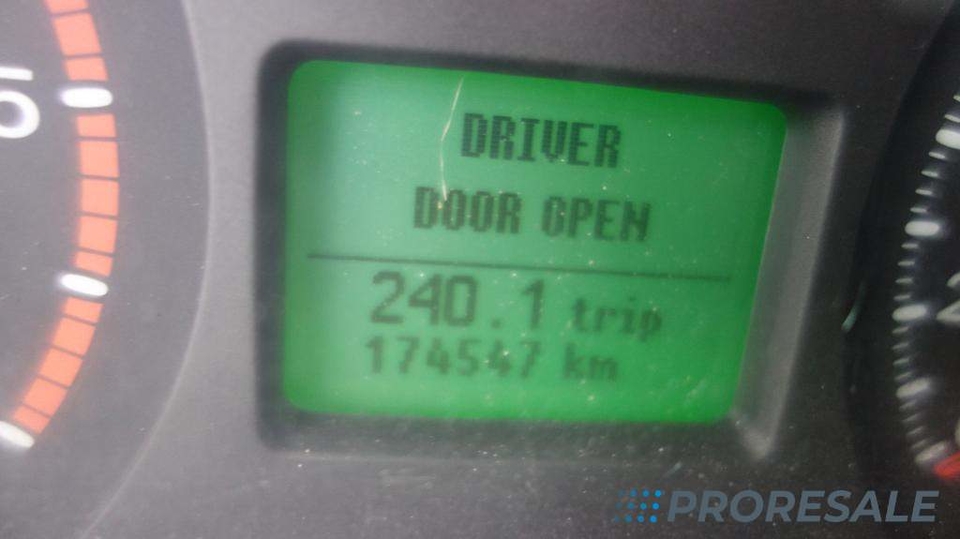 DRIVER
DOOR OPEN
240.1 trip
174547 km
PRORESALE